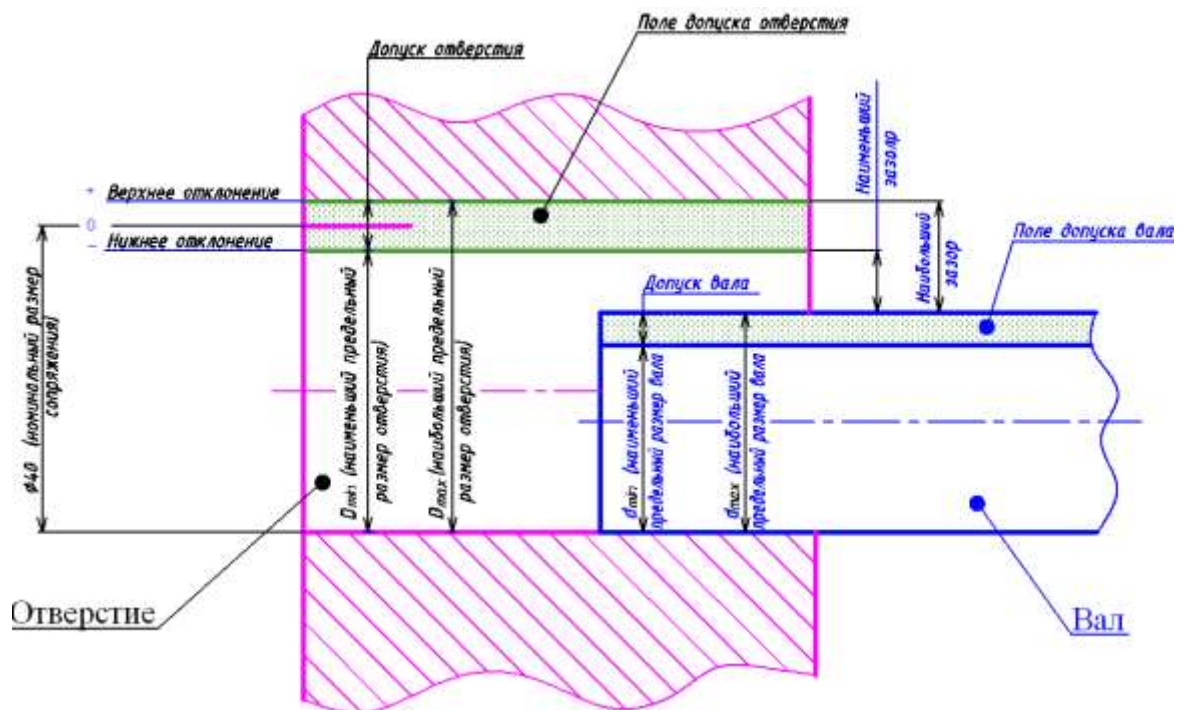 Поле допуска отверстия
Допуск отверстия
Наименьший
зазолр
+
Верхнее отклонение
0
−
Нижнее отклонение
Наибольший
зазор
Поле допуска вала
Допуск вала
ø40 (номинальный размер
сопряжения)
Dmin (наименьший предельный
размер отверстия)
Dmax (наибольший предельный
размер отверстия)
dmin (наименьший
предельный размер вала
dmax (наибольший
предельный размер вала
Отверстие
Вал